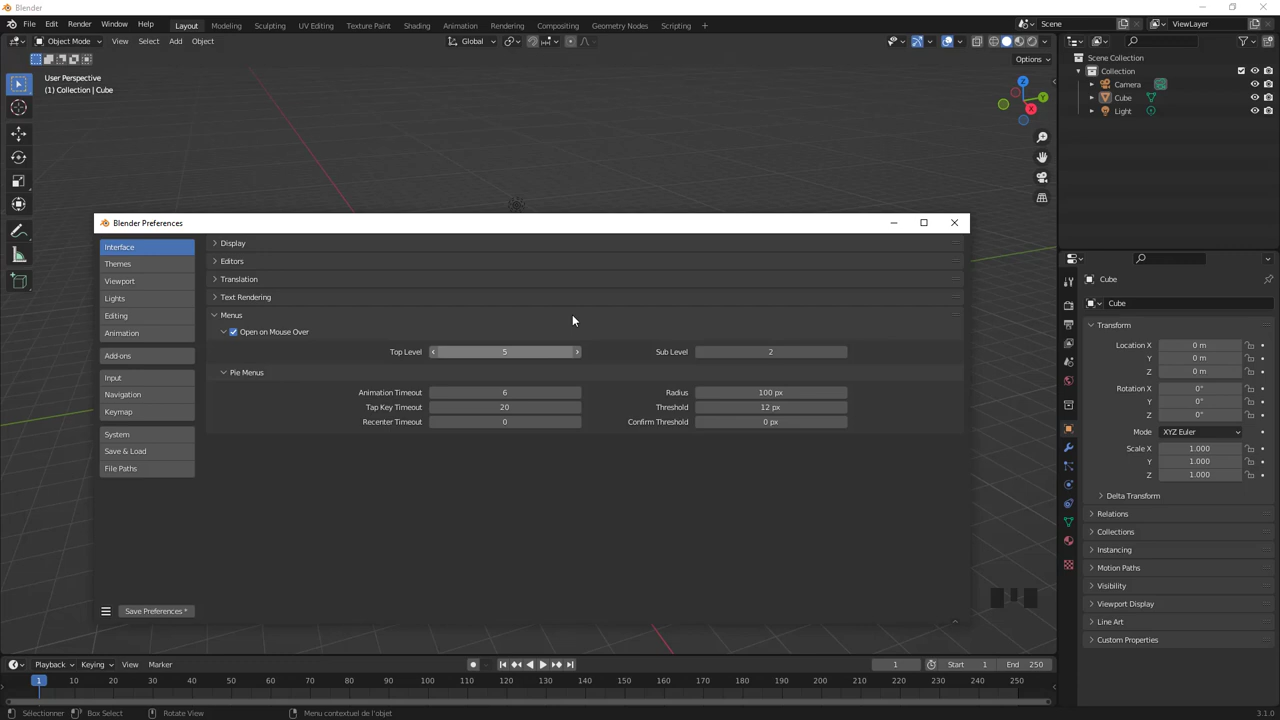 Blender
File Edit Render Window Help Layout Modeling Sculpting UV Editing Texture Paint Shading Animation Rendering Compositing Geometry Nodes Scripting + Scene ViewLayer
Object Mode View Select Add Object Global
Options
User Perspective
(1) Collection | Cube
Z
Y
X
Scene Collection
Collection
Camera
Cube
Light
Blender Preferences
Interface
Themes
Viewport
Lights
Editing
Animation
Add-ons
Input
Navigation
Keymap
System
Save & Load
File Paths
Save Preferences *
Display
Editors
Translation
Text Rendering
Menus
Open on Mouse Over
Top Level 5 Sub Level 2
Pie Menus
Animation Timeout 6 Radius 100 px
Tap Key Timeout 20 Threshold 12 px
Recenter Timeout 0 Confirm Threshold 0 px
Cube
Cube
Transform
Location X 0 m
Y 0 m
Z 0 m
Rotation X 0°
Y 0°
Z 0°
Mode XYZ Euler
Scale X 1.000
Y 1.000
Z 1.000
Delta Transform
Relations
Collections
Instancing
Motion Paths
Visibility
Viewport Display
Line Art
Custom Properties
Playback Keying View Marker 1 Start 1 End 250
1 10 20 30 40 50 60 70 80 90 100 110 120 130 140 150 160 170 180 190 200 210 220 230 240 250
Sélectionner Box Select Rotate View Menu contextuel de l'objet 3.1.0